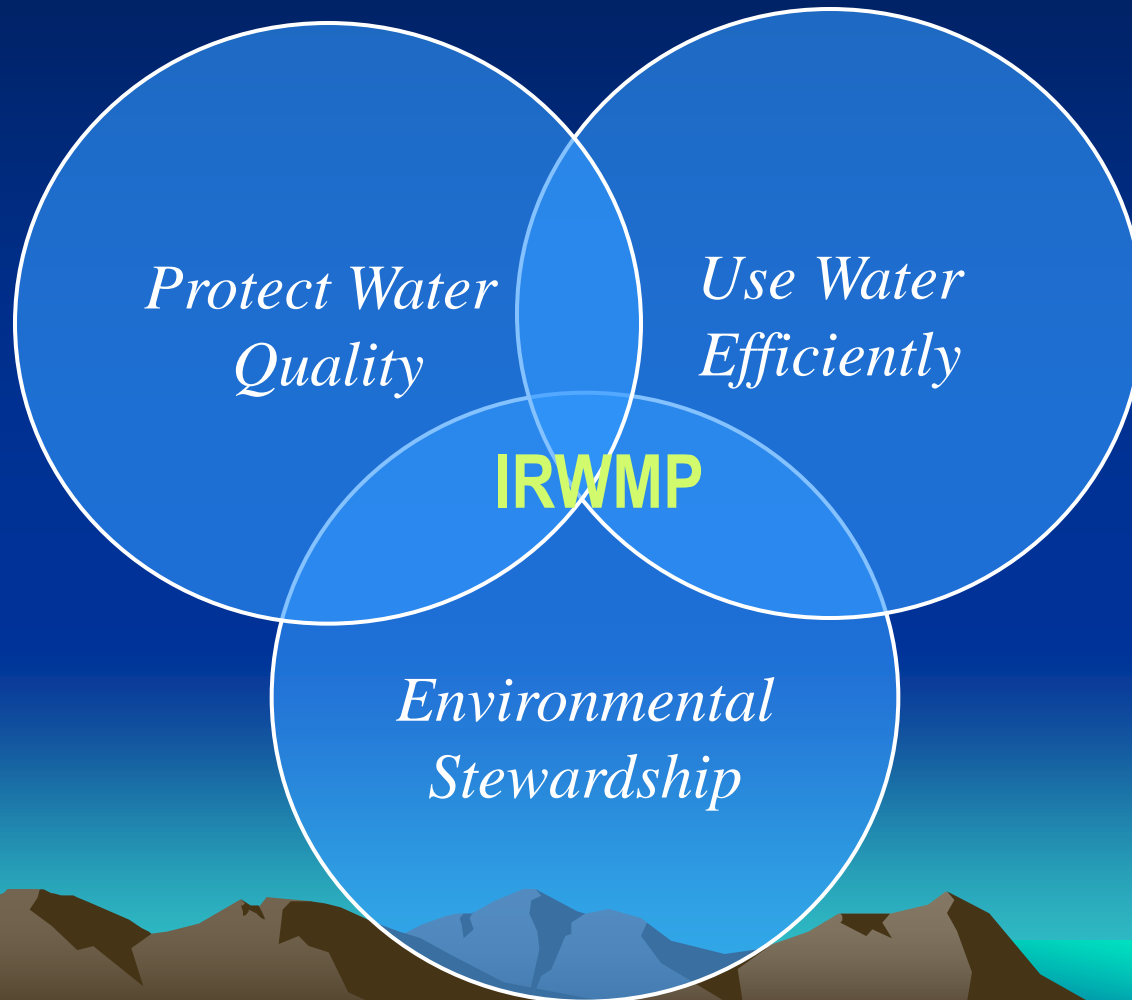 Protect Water
Quality
Use Water
Efficiently
IRWMP
Environmental
Stewardship